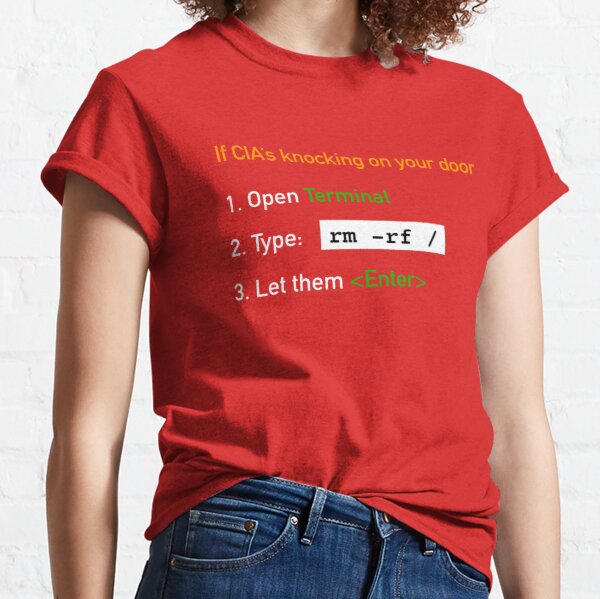 If CIA's knocking on your door
1. Open Terminal
2. Type: rm -rf /
3. Let them <Enter>